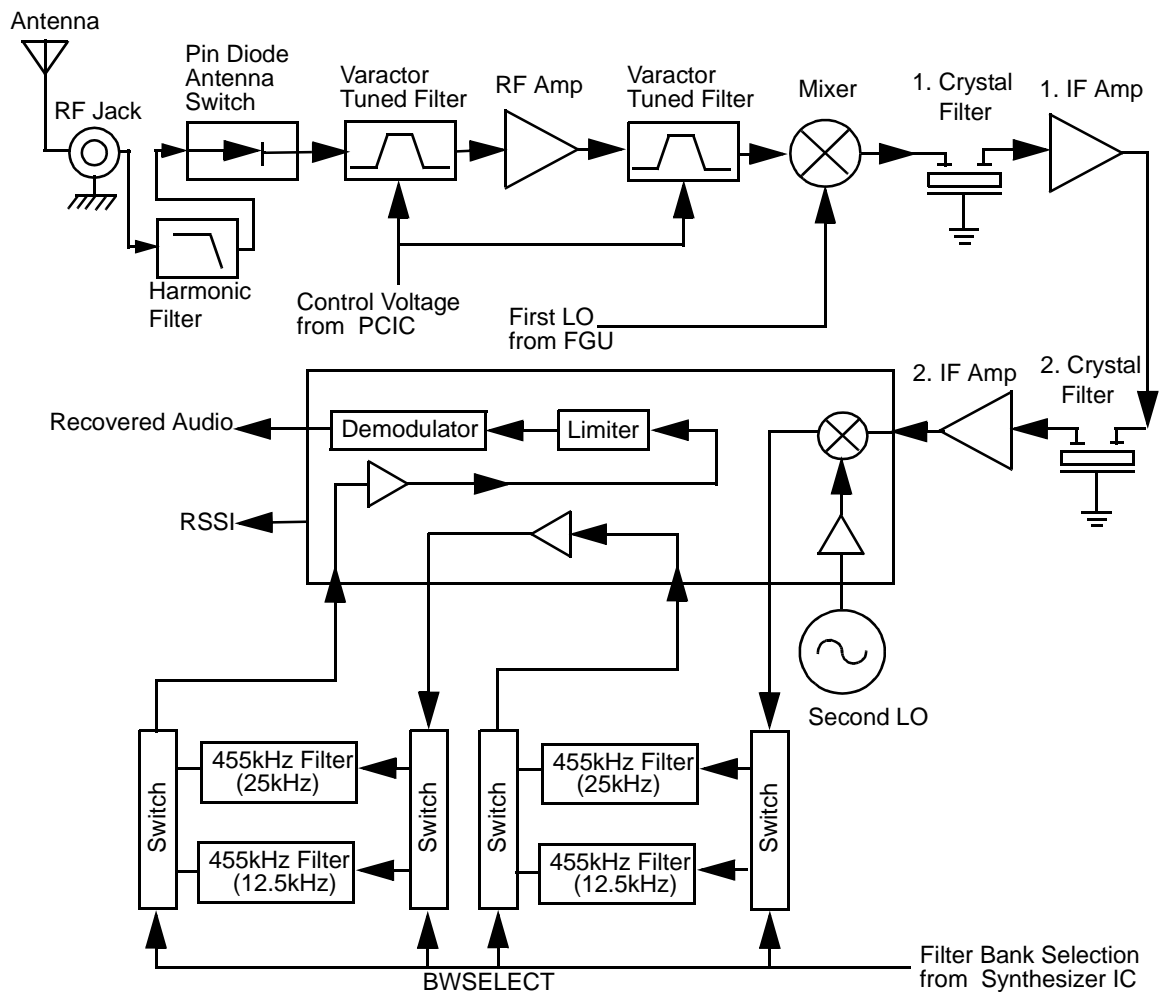 Antenna
RF Jack
Pin Diode
Antenna
Switch
Harmonic
Filter
Varactor
Tuned Filter
RF Amp
Varactor
Tuned Filter
Mixer
1. Crystal
Filter
1. IF Amp
Control Voltage
from PCIC
First LO
from FGU
2. Crystal
Filter
2. IF Amp
Recovered Audio
Demodulator
Limiter
RSSI
Second LO
Switch
455kHz Filter
(25kHz)
455kHz Filter
(12.5kHz)
Switch
Switch
455kHz Filter
(25kHz)
455kHz Filter
(12.5kHz)
Switch
BWSELECT
Filter Bank Selection
from Synthesizer IC